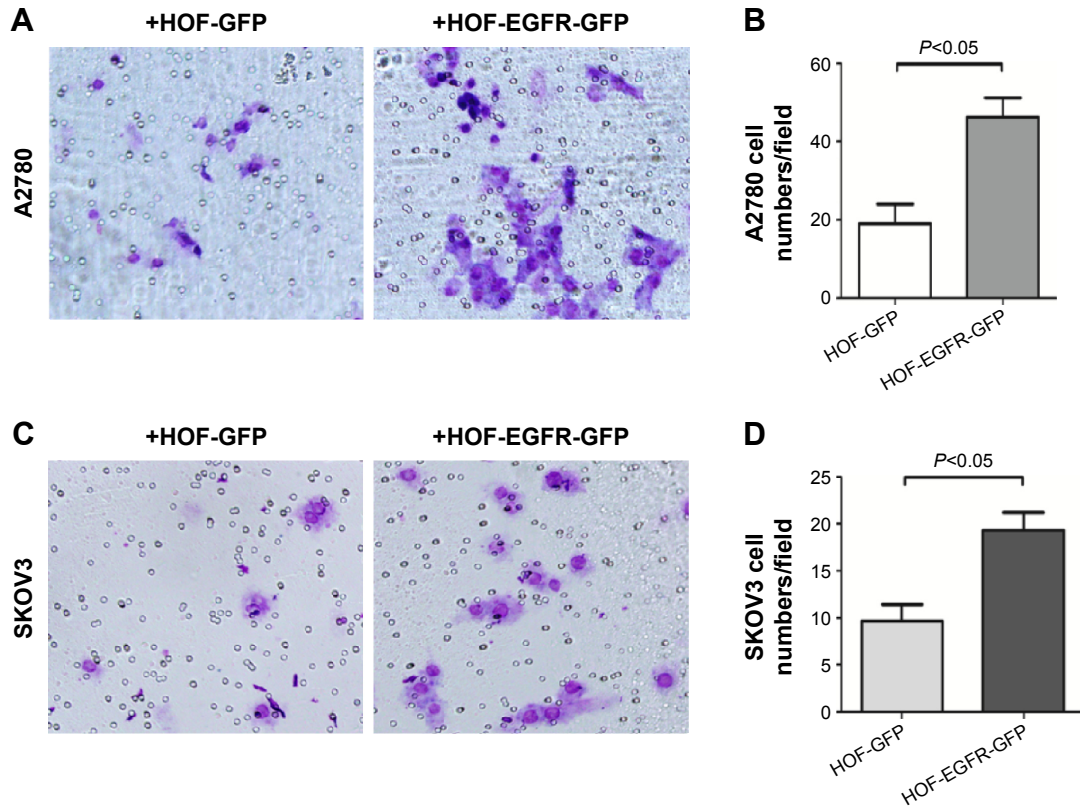 A
+HOF-GFP
+HOF-EGFR-GFP
A2780
B
P<0.05
A2780 cell
numbers/field
60
40
20
0
HOF-GFP
HOF-EGFR-GFP
C
+HOF-GFP
+HOF-EGFR-GFP
SKOV3
D
P<0.05
SKOV3 cell
numbers/field
25
20
15
10
5
0
HOF-GFP
HOF-EGFR-GFP